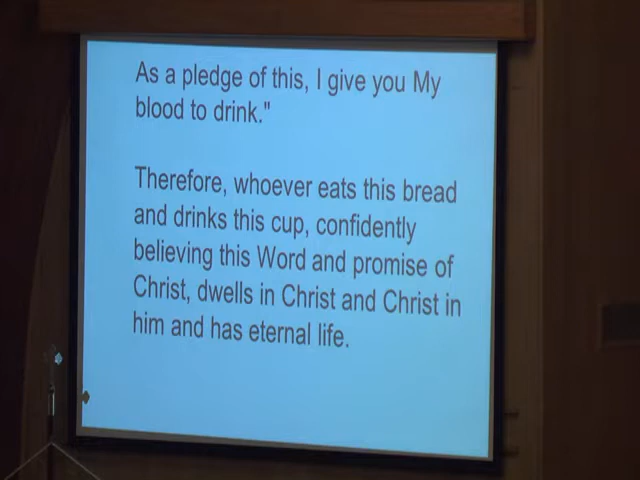 As a pledge of this, I give you My
blood to drink."
Therefore, whoever eats this bread
and drinks this cup, confidently
believing this Word and promise of
Christ, dwells in Christ and Christ in
him and has eternal life.